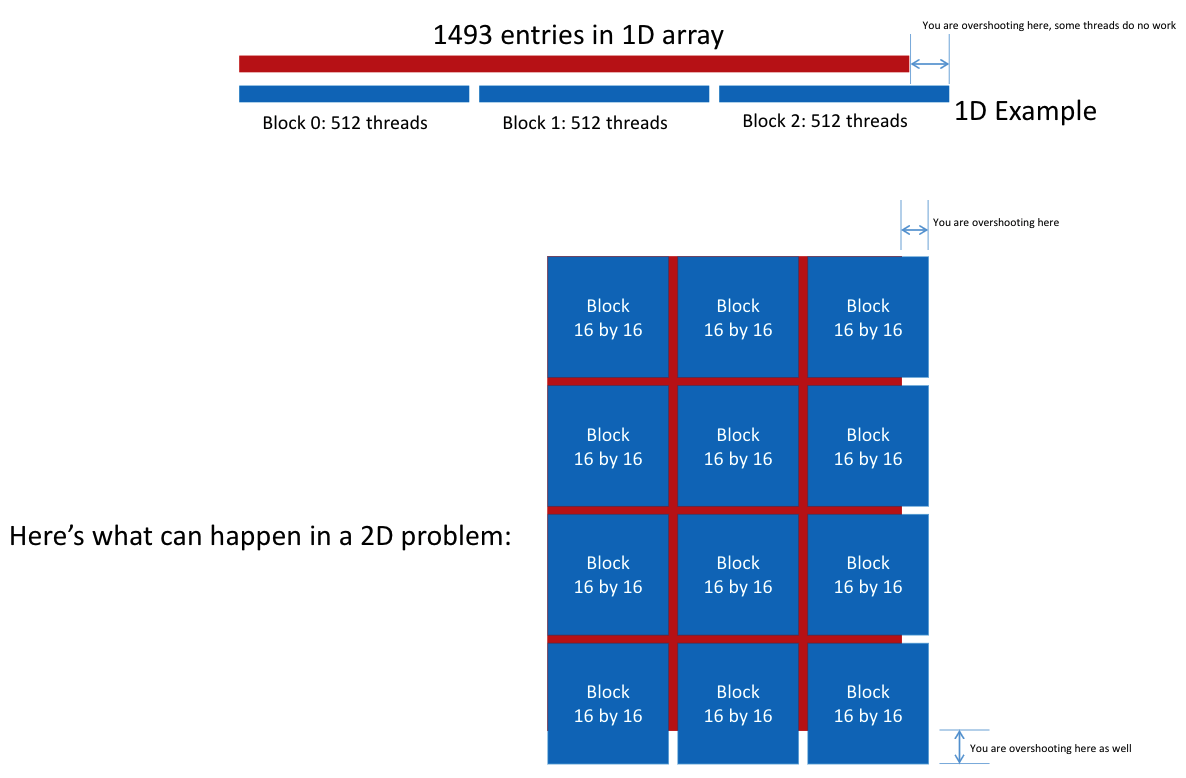 1493 entries in 1D array
You are overshooting here, some threads do no work
Block 0: 512 threads
Block 1: 512 threads
Block 2: 512 threads
1D Example
You are overshooting here
Block
16 by 16
Block
16 by 16
Block
16 by 16
Block
16 by 16
Block
16 by 16
Block
16 by 16
Here’s what can happen in a 2D problem:
Block
16 by 16
Block
16 by 16
Block
16 by 16
Block
16 by 16
Block
16 by 16
Block
16 by 16
You are overshooting here as well